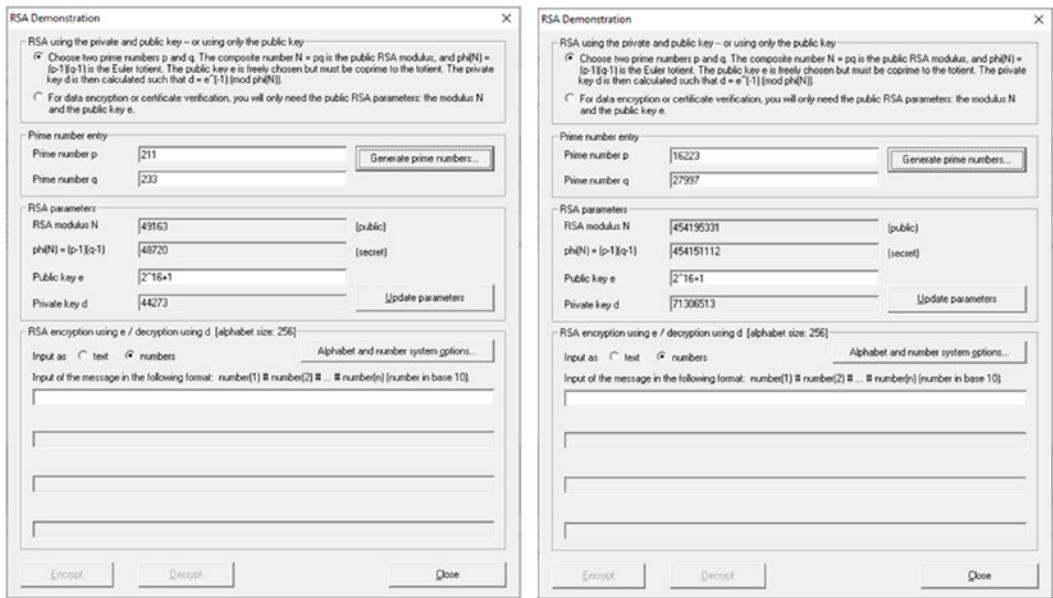 RSA Demonstration
RSA using the private and public key -- or using only the public key
Choose two prime numbers p and q. The composite number N = pq is the public RSA modulus, and phi(N) =
(p-1)(q-1) is the Euler totient. The public key e is freely chosen but must be coprime to the totient. The private
key d is then calculated such that d = e^(-1) (mod phi(N)).
For data encryption or certificate verification, you will only need the public RSA parameters: the modulus N
and the public key e.
Prime number entry
Prime number p 211 Generate prime numbers...
Prime number q 233
RSA parameters
RSA modulus N 49163 (public)
phi(N) = (p-1)(q-1) 48720 (secret)
Public key e 2^16+1
Private key d 44273 Update parameters
RSA encryption using e / decryption using d [alphabet size: 256]
Input as text numbers Alphabet and number system options...
Input of the message in the following format: number(1) # number(2) # ... # number(n) (number in base 10).
Encrypt Decrypt Close
RSA Demonstration
RSA using the private and public key -- or using only the public key
Choose two prime numbers p and q. The composite number N = pq is the public RSA modulus, and phi(N) =
(p-1)(q-1) is the Euler totient. The public key e is freely chosen but must be coprime to the totient. The private
key d is then calculated such that d = e^(-1) (mod phi(N)).
For data encryption or certificate verification, you will only need the public RSA parameters: the modulus N
and the public key e.
Prime number entry
Prime number p 16223 Generate prime numbers...
Prime number q 27997
RSA parameters
RSA modulus N 454195331 (public)
phi(N) = (p-1)(q-1) 454151112 (secret)
Public key e 2^16+1
Private key d 71306513 Update parameters
RSA encryption using e / decryption using d [alphabet size: 256]
Input as text numbers Alphabet and number system options...
Input of the message in the following format: number(1) # number(2) # ... # number(n) (number in base 10).
Encrypt Decrypt Close